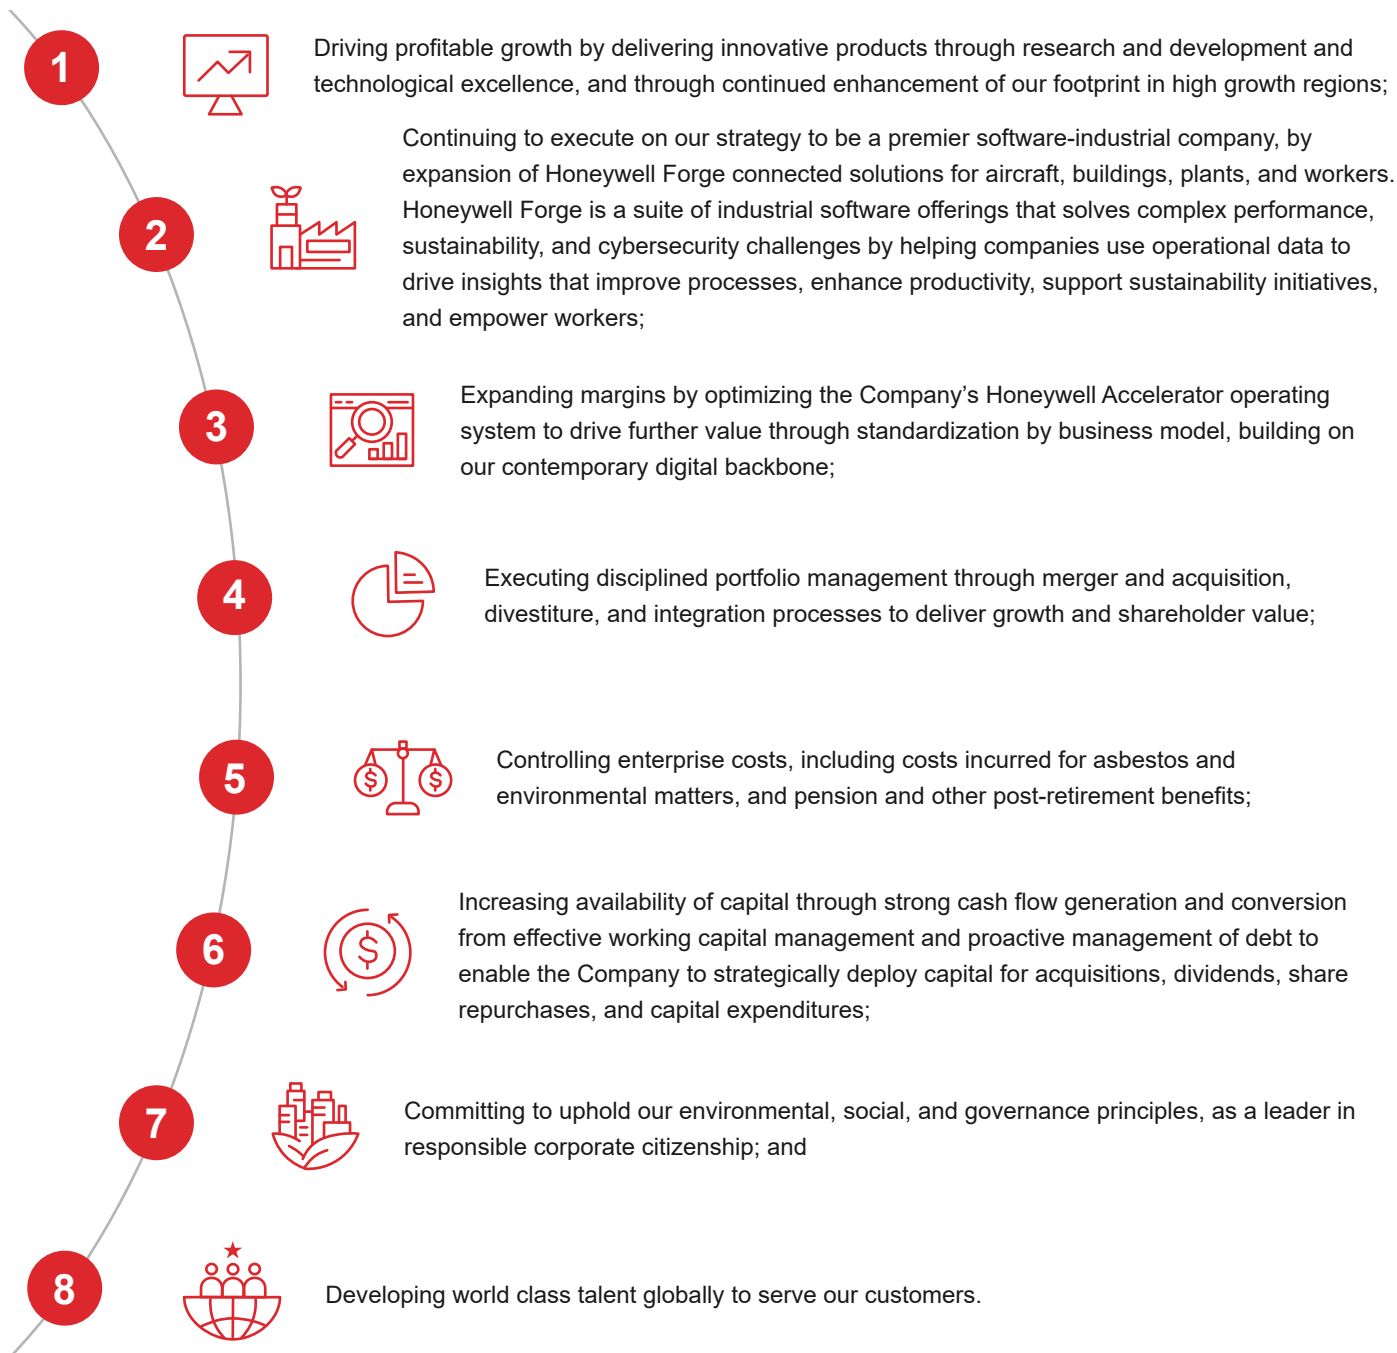 1
Driving profitable growth by delivering innovative products through research and development and
technological excellence, and through continued enhancement of our footprint in high growth regions;
2
Continuing to execute on our strategy to be a premier software-industrial company, by
expansion of Honeywell Forge connected solutions for aircraft, buildings, plants, and workers.
Honeywell Forge is a suite of industrial software offerings that solves complex performance,
sustainability, and cybersecurity challenges by helping companies use operational data to
drive insights that improve processes, enhance productivity, support sustainability initiatives,
and empower workers;
3
Expanding margins by optimizing the Company’s Honeywell Accelerator operating
system to drive further value through standardization by business model, building on
our contemporary digital backbone;
4
Executing disciplined portfolio management through merger and acquisition,
divestiture, and integration processes to deliver growth and shareholder value;
5
$ $
Controlling enterprise costs, including costs incurred for asbestos and
environmental matters, and pension and other post-retirement benefits;
6
$
Increasing availability of capital through strong cash flow generation and conversion
from effective working capital management and proactive management of debt to
enable the Company to strategically deploy capital for acquisitions, dividends, share
repurchases, and capital expenditures;
7
Committing to uphold our environmental, social, and governance principles, as a leader in
responsible corporate citizenship; and
8
Developing world class talent globally to serve our customers.